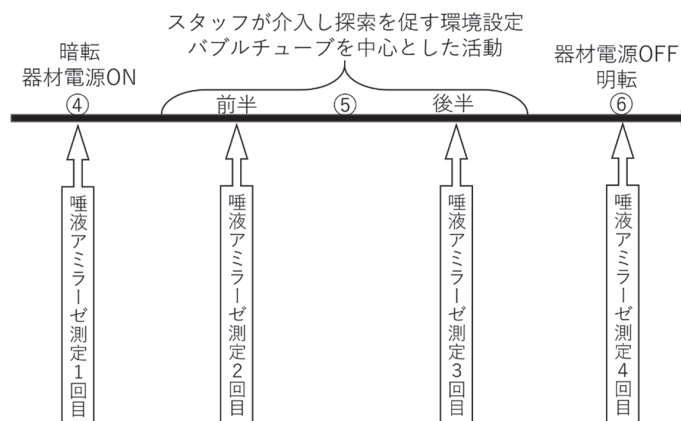 スタッフが介入し探索を促す環境設定
バブルチューブを中心とした活動
暗転
器材電源ON
④
前半
⑤
後半
器材電源OFF
明転
⑥
唾液アミラーゼ測定1回目
唾液アミラーゼ測定2回目
唾液アミラーゼ測定3回目
唾液アミラーゼ測定4回目